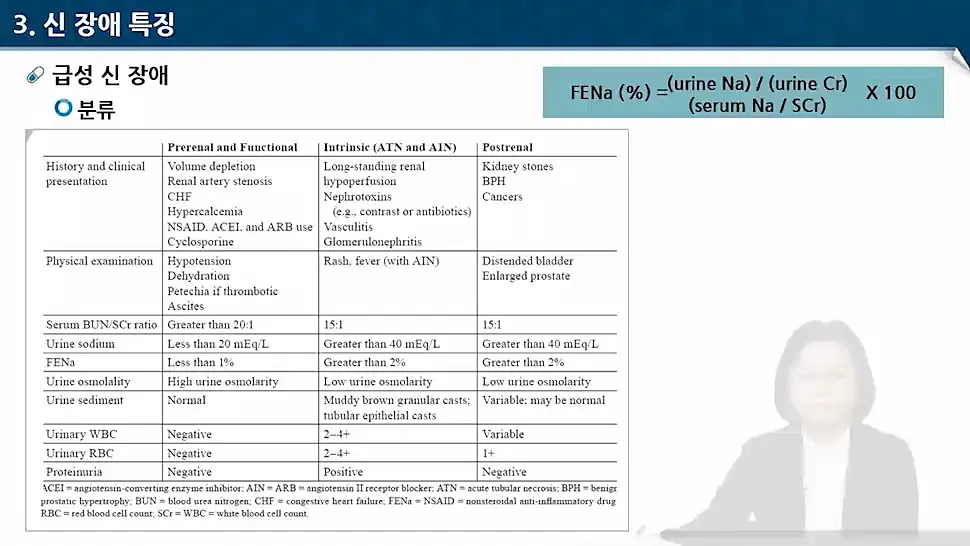 3. 신 장애 특징
급성 신 장애
분류
FENa (%) = (urine Na) / (urine Cr) X 100
(serum Na / SCr)
Prerenal and Functional Intrinsic (ATN and AIN) Postrenal
History and clinical Volume depletion Long-standing renal Kidney stones
presentation Renal artery stenosis hypoperfusion BPH
CHF Nephrotoxins Cancers
Hypercalcemia (e.g., contrast or antibiotics)
NSAID, ACEI, and ARB use Vasculitis
Cyclosporine Glomerulonephritis
Physical examination Hypotension Rash, fever (with AIN) Distended bladder
Dehydration Enlarged prostate
Petechia if thrombotic
Ascites
Serum BUN/SCr ratio Greater than 20:1 15:1 15:1
Urine sodium Less than 20 mEq/L Greater than 40 mEq/L Greater than 40 mEq/L
FENa Less than 1% Greater than 2% Greater than 2%
Urine osmolality High urine osmolarity Low urine osmolarity Low urine osmolarity
Urine sediment Normal Muddy brown granular casts; Variable; may be normal
tubular epithelial casts
Urinary WBC Negative 2–4+ Variable
Urinary RBC Negative 2–4+ 1+
Proteinuria Negative Positive Negative
ACEI = angiotensin-converting enzyme inhibitor; AIN = ARB = angiotensin II receptor blocker; ATN = acute tubular necrosis; BPH = benign
prostatic hypertrophy; BUN = blood urea nitrogen; CHF = congestive heart failure; FENa = NSAID = nonsteroidal anti-inflammatory drug
RBC = red blood cell count; SCr = WBC = white blood cell count.